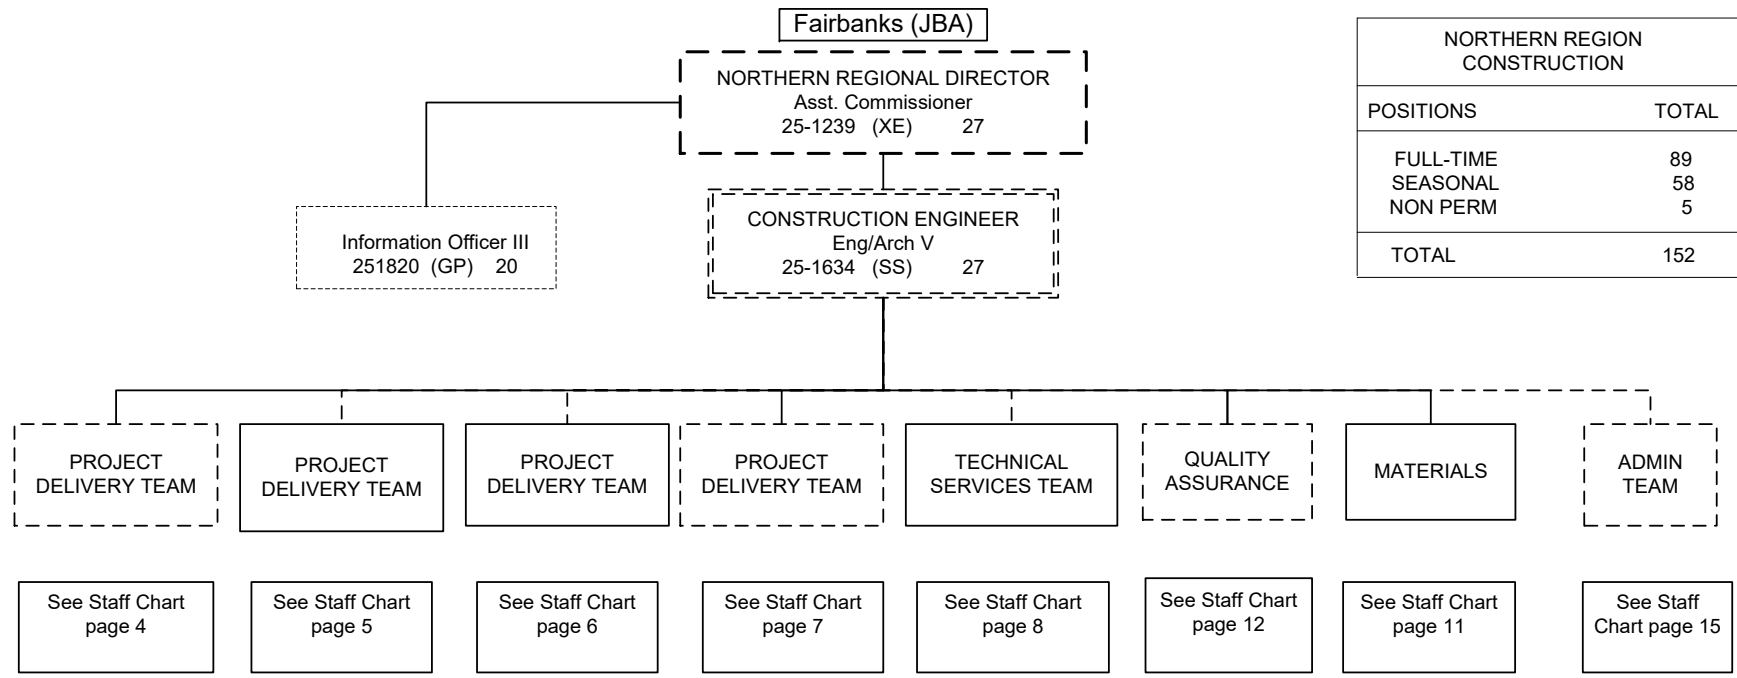 Fairbanks (JBA)
NORTHERN REGIONAL DIRECTOR
Asst. Commissioner
25-1239 (XE) 27
Information Officer III
251820 (GP) 20
CONSTRUCTION ENGINEER
Eng/Arch V
25-1634 (SS) 27
NORTHERN REGION
CONSTRUCTION
POSITIONS TOTAL
FULL-TIME 89
SEASONAL 58
NON PERM 5
TOTAL 152
PROJECT
DELIVERY TEAM
PROJECT
DELIVERY TEAM
PROJECT
DELIVERY TEAM
PROJECT
DELIVERY TEAM
TECHNICAL
SERVICES TEAM
QUALITY
ASSURANCE
MATERIALS
ADMIN
TEAM
See Staff Chart
page 4
See Staff Chart
page 5
See Staff Chart
page 6
See Staff Chart
page 7
See Staff Chart
page 8
See Staff Chart
page 12
See Staff Chart
page 11
See Staff
Chart page 15